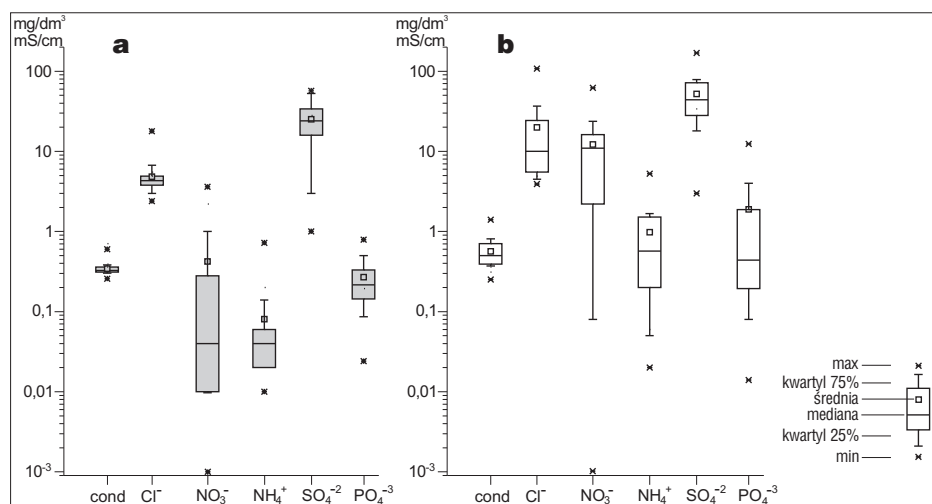 mg/dm³
mS/cm
a
100
10
1
0,1
0,01
10⁻³
cond Cl⁻ NO₃⁻ NH₄⁺ SO₄⁻² PO₄⁻³
mg/dm³
mS/cm
b
100
10
1
0,1
0,01
10⁻³
cond Cl⁻ NO₃⁻ NH₄⁺ SO₄⁻² PO₄⁻³
max
kwartyl 75%
średnia
mediana
kwartyl 25%
min